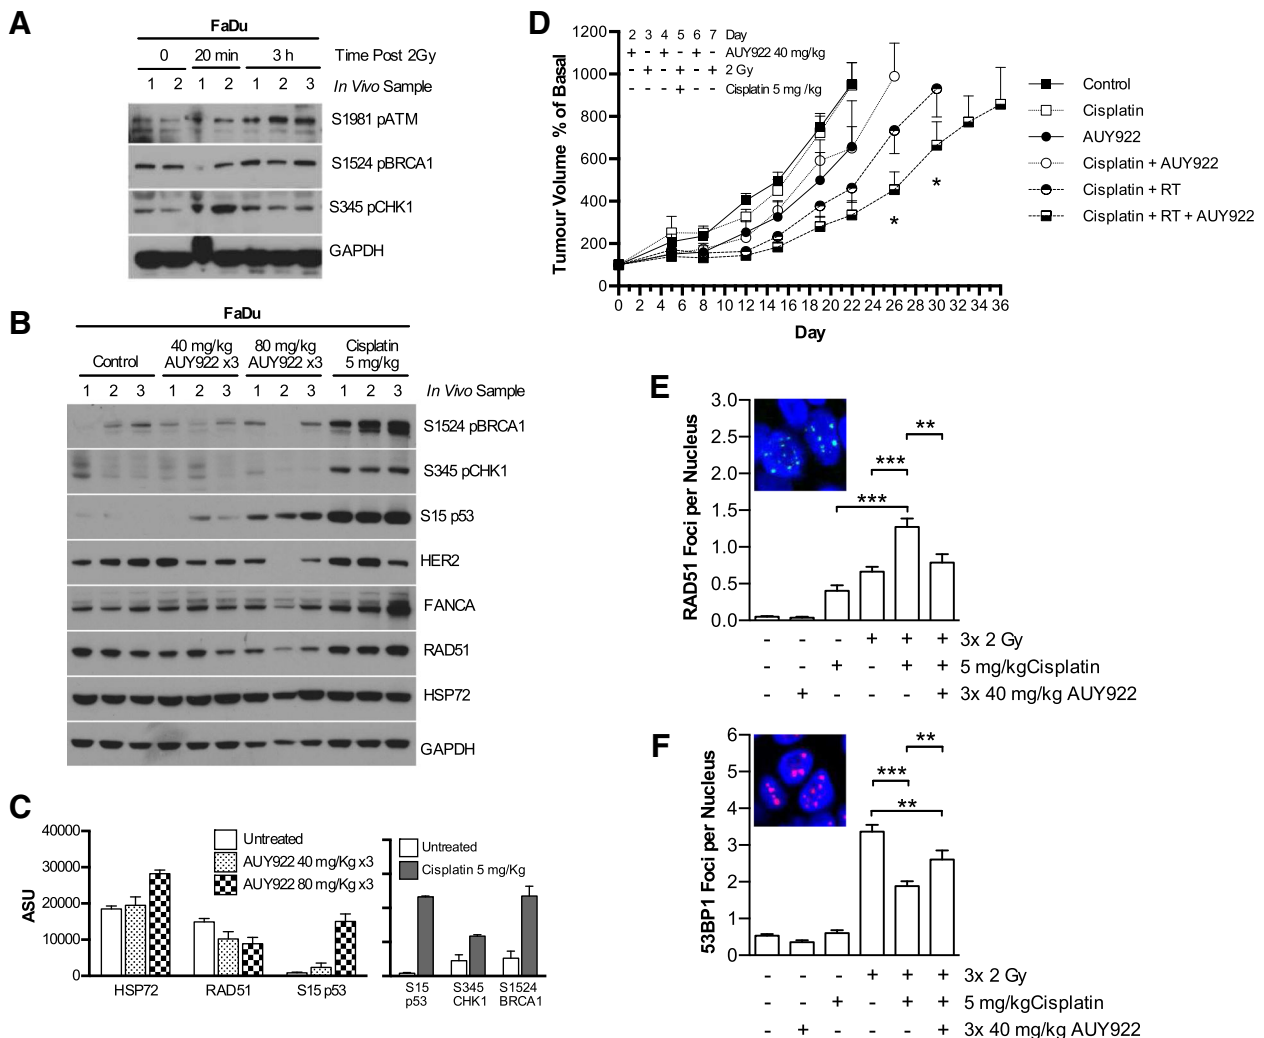 A
FaDu
0 20 min 3 h Time Post 2Gy
1 2 1 2 1 2 3 In Vivo Sample
S1981 pATM
S1524 pBRCA1
S345 pCHK1
GAPDH
B
FaDu
Control 40 mg/kg AUY922 x3 80 mg/kg AUY922 x3 Cisplatin 5 mg/kg
1 2 3 1 2 3 1 2 3 1 2 3 In Vivo Sample
S1524 pBRCA1
S345 pCHK1
S15 p53
HER2
FANCA
RAD51
HSP72
GAPDH
C
ASU
40000
30000
20000
10000
0
Untreated
AUY922 40 mg/Kg x3
AUY922 80 mg/Kg x3
HSP72 RAD51 S15 p53
Untreated
Cisplatin 5 mg/Kg
S15 S345 S1524
p53 CHK1 BRCA1
D
Tumour Volume % of Basal
1200
1000
800
600
400
200
0
2 3 4 5 6 7 Day
+ - + - + - AUY922 40 mg/kg
- + - + - + 2 Gy
- - - + - - Cisplatin 5 mg /kg
* *
0 2 4 6 8 10 12 14 16 18 20 22 24 26 28 30 32 34 36
Day
Control
Cisplatin
AUY922
Cisplatin + AUY922
Cisplatin + RT
Cisplatin + RT + AUY922
E
RAD51 Foci per Nucleus
3.0
2.5
2.0
1.5
1.0
0.5
0.0
**
***
***
- - - + + + 3x 2 Gy
- - + - + + 5 mg/kgCisplatin
- + - - - + 3x 40 mg/kg AUY922
F
53BP1 Foci per Nucleus
6
5
4
3
2
1
0
**
***
**
- - - + + + 3x 2 Gy
- - + - + + 5 mg/kgCisplatin
- + - - - + 3x 40 mg/kg AUY922